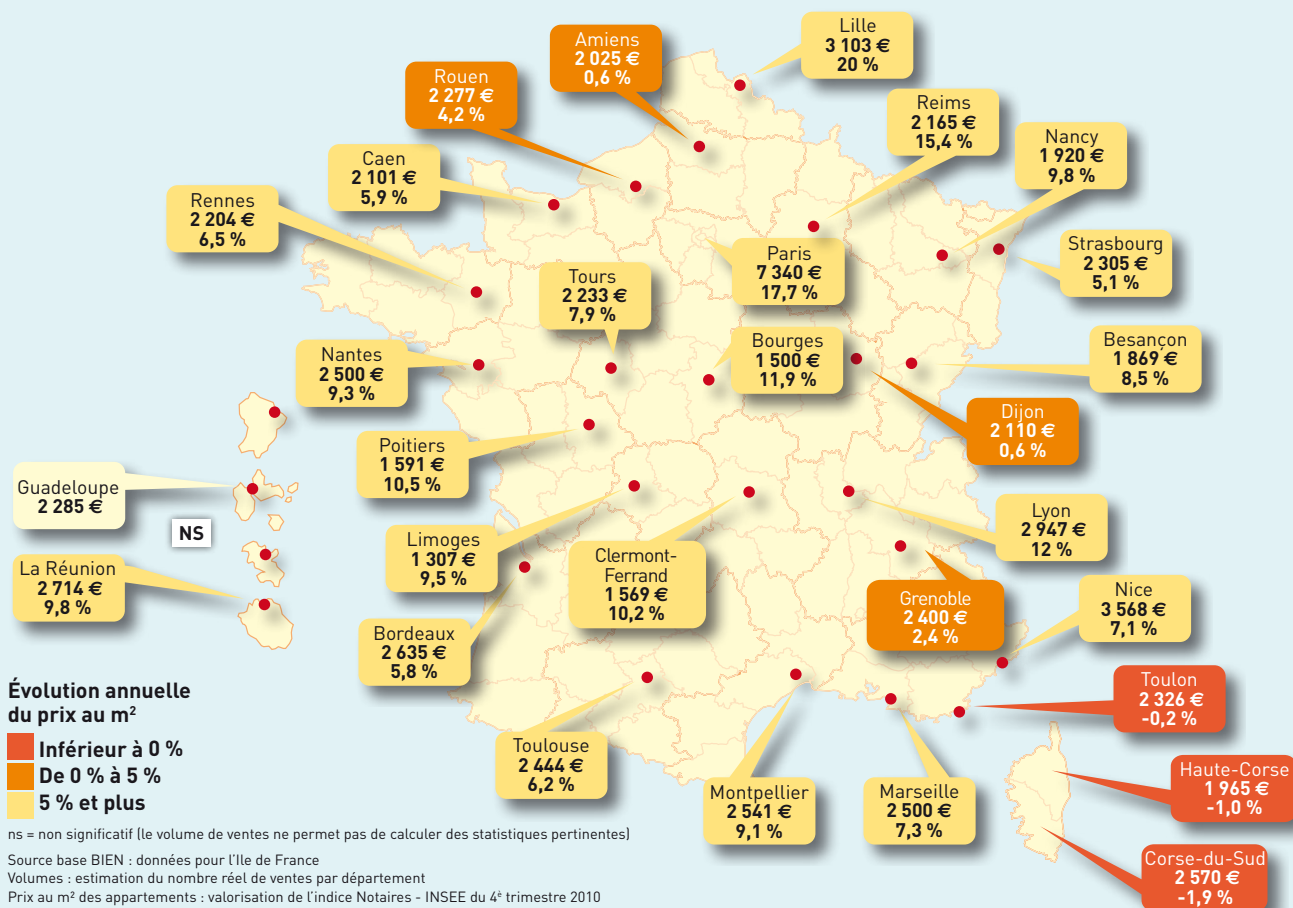 Lille
3 103 €
20 %
Amiens
2 025 €
0,6 %
Rouen
2 277 €
4,2 %
Reims
2 165 €
15,4 %
Nancy
1 920 €
9,8 %
Caen
2 101 €
5,9 %
Rennes
2 204 €
6,5 %
Strasbourg
2 305 €
5,1 %
Paris
7 340 €
17,7 %
Tours
2 233 €
7,9 %
Nantes
2 500 €
9,3 %
Bourges
1 500 €
11,9 %
Besançon
1 869 €
8,5 %
Dijon
2 110 €
0,6 %
Poitiers
1 591 €
10,5 %
Guadeloupe
2 285 €
NS
La Réunion
2 714 €
9,8 %
Limoges
1 307 €
9,5 %
Clermont-
Ferrand
1 569 €
10,2 %
Lyon
2 947 €
12 %
Grenoble
2 400 €
2,4 %
Nice
3 568 €
7,1 %
Bordeaux
2 635 €
5,8 %
Toulon
2 326 €
-0,2 %
Toulouse
2 444 €
6,2 %
Montpellier
2 541 €
9,1 %
Marseille
2 500 €
7,3 %
Haute-Corse
1 965 €
-1,0 %
Corse-du-Sud
2 570 €
-1,9 %
Évolution annuelle
du prix au m²
Inférieur à 0 %
De 0 % à 5 %
5 % et plus
ns = non significatif (le volume de ventes ne permet pas de calculer des statistiques pertinentes)
Source base BIEN : données pour l'Ile de France
Volumes : estimation du nombre réel de ventes par département
Prix au m² des appartements : valorisation de l'indice Notaires - INSEE du 4è trimestre 2010